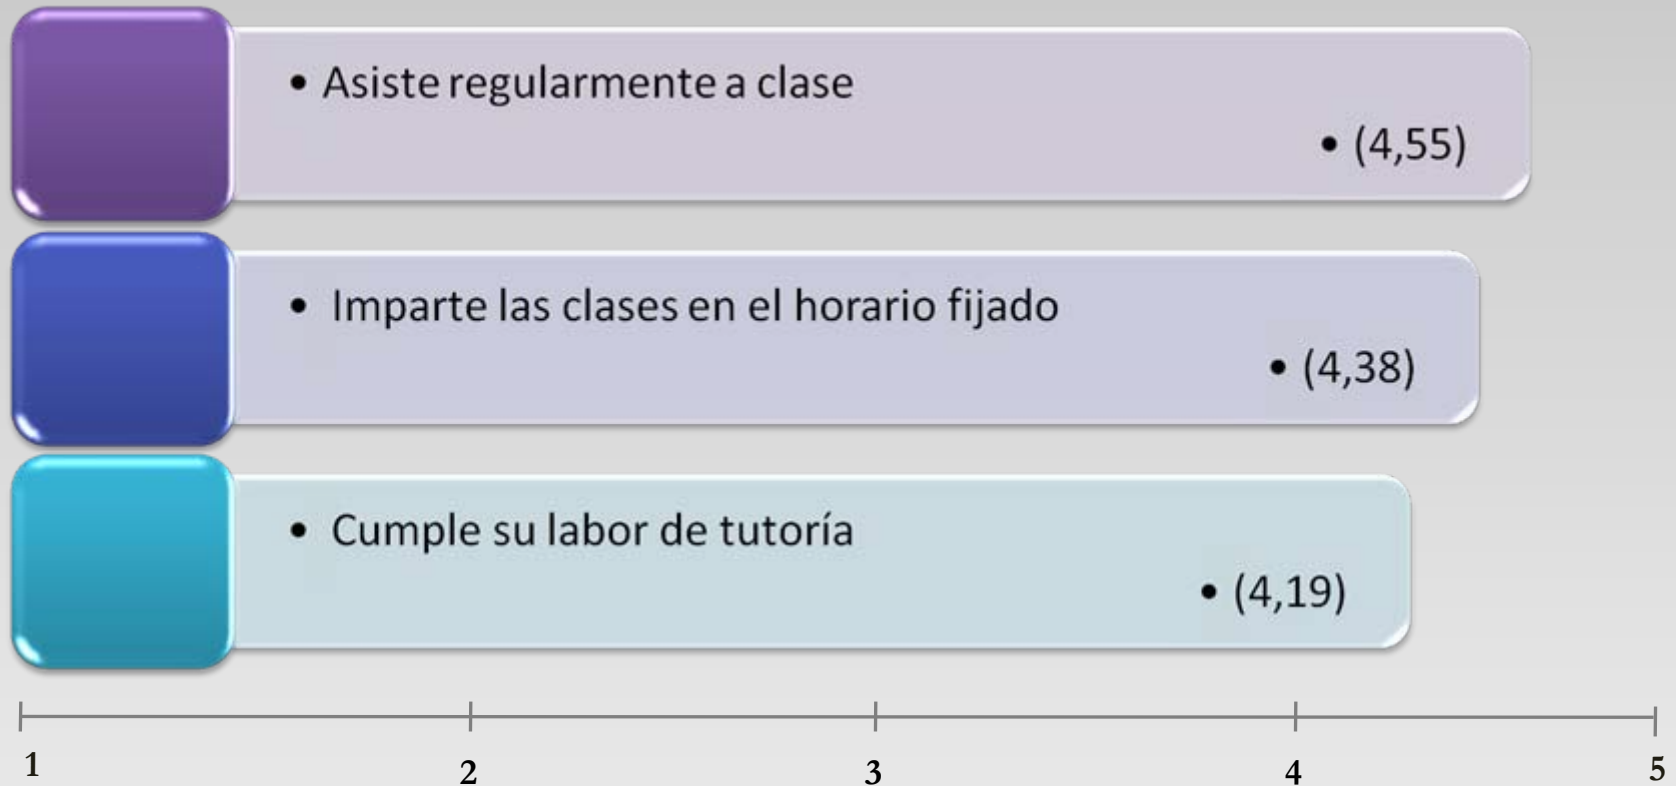 • Asiste regularmente a clase
• (4,55)
• Imparte las clases en el horario fijado
• (4,38)
• Cumple su labor de tutoría
• (4,19)
1 2 3 4 5